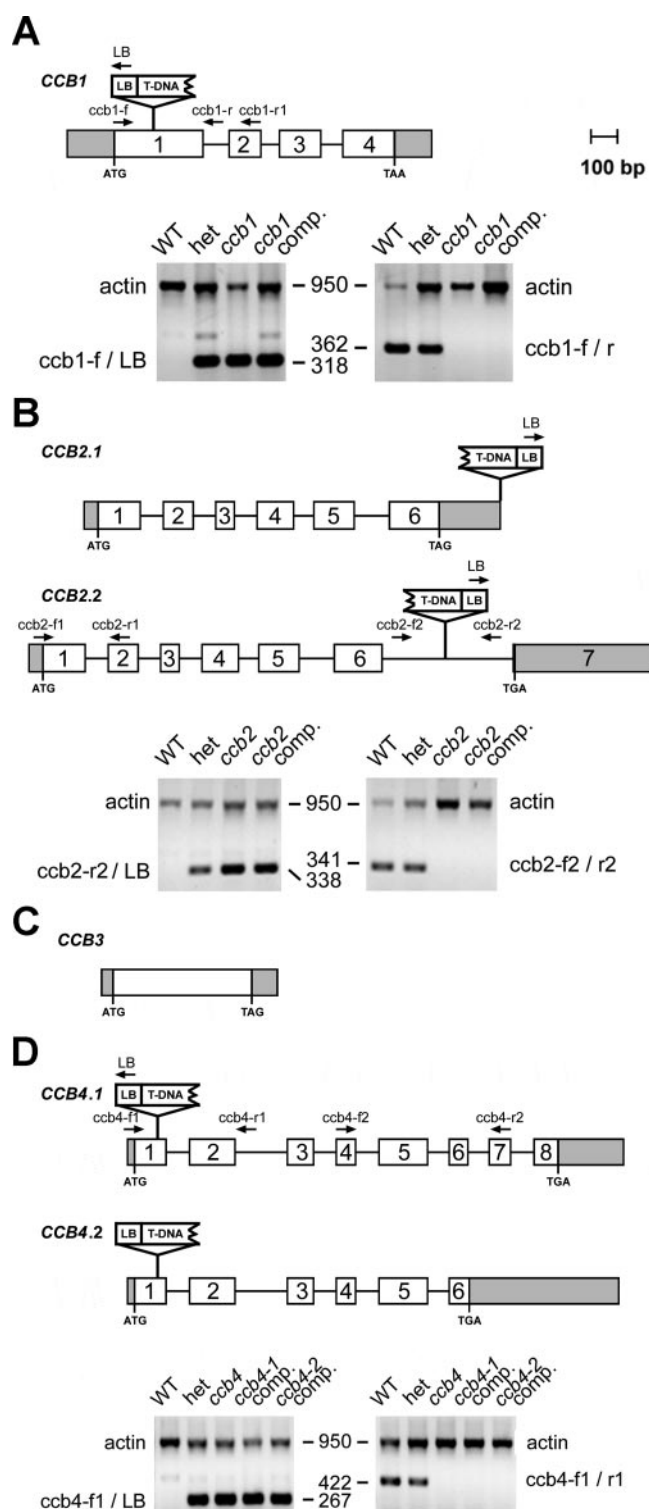 A
LB
CCB1
LB T-DNA
ccb1-f ccb1-r ccb1-r1
1 2 3 4
ATG TAA
100 bp
WT het ccb1 ccb1 comp. WT het ccb1 ccb1 comp.
actin – 950 – actin
ccb1-f / LB 362 318 ccb1-f / r
B
LB
CCB2.1
T-DNA LB
1 2 3 4 5 6
ATG TAG
LB
CCB2.2
T-DNA LB
ccb2-f1 ccb2-r1 ccb2-f2 ccb2-r2
1 2 3 4 5 6 7
ATG TGA
WT het ccb2 ccb2 comp. WT het ccb2 ccb2 comp.
actin – 950 – actin
ccb2-r2 / LB 341 338 ccb2-f2 / r2
C
CCB3
ATG TAG
D
LB
CCB4.1
LB T-DNA
ccb4-f1 ccb4-r1 ccb4-f2 ccb4-r2
1 2 3 4 5 6 7 8
ATG TGA
CCB4.2
LB T-DNA
1 2 3 4 5 6
ATG TGA
WT het ccb4 ccb4-1 comp. ccb4-2 comp. WT het ccb4 ccb4-1 comp. ccb4-2 comp.
actin – 950 – actin
422
ccb4-f1 / LB – 267 ccb4-f1 / r1